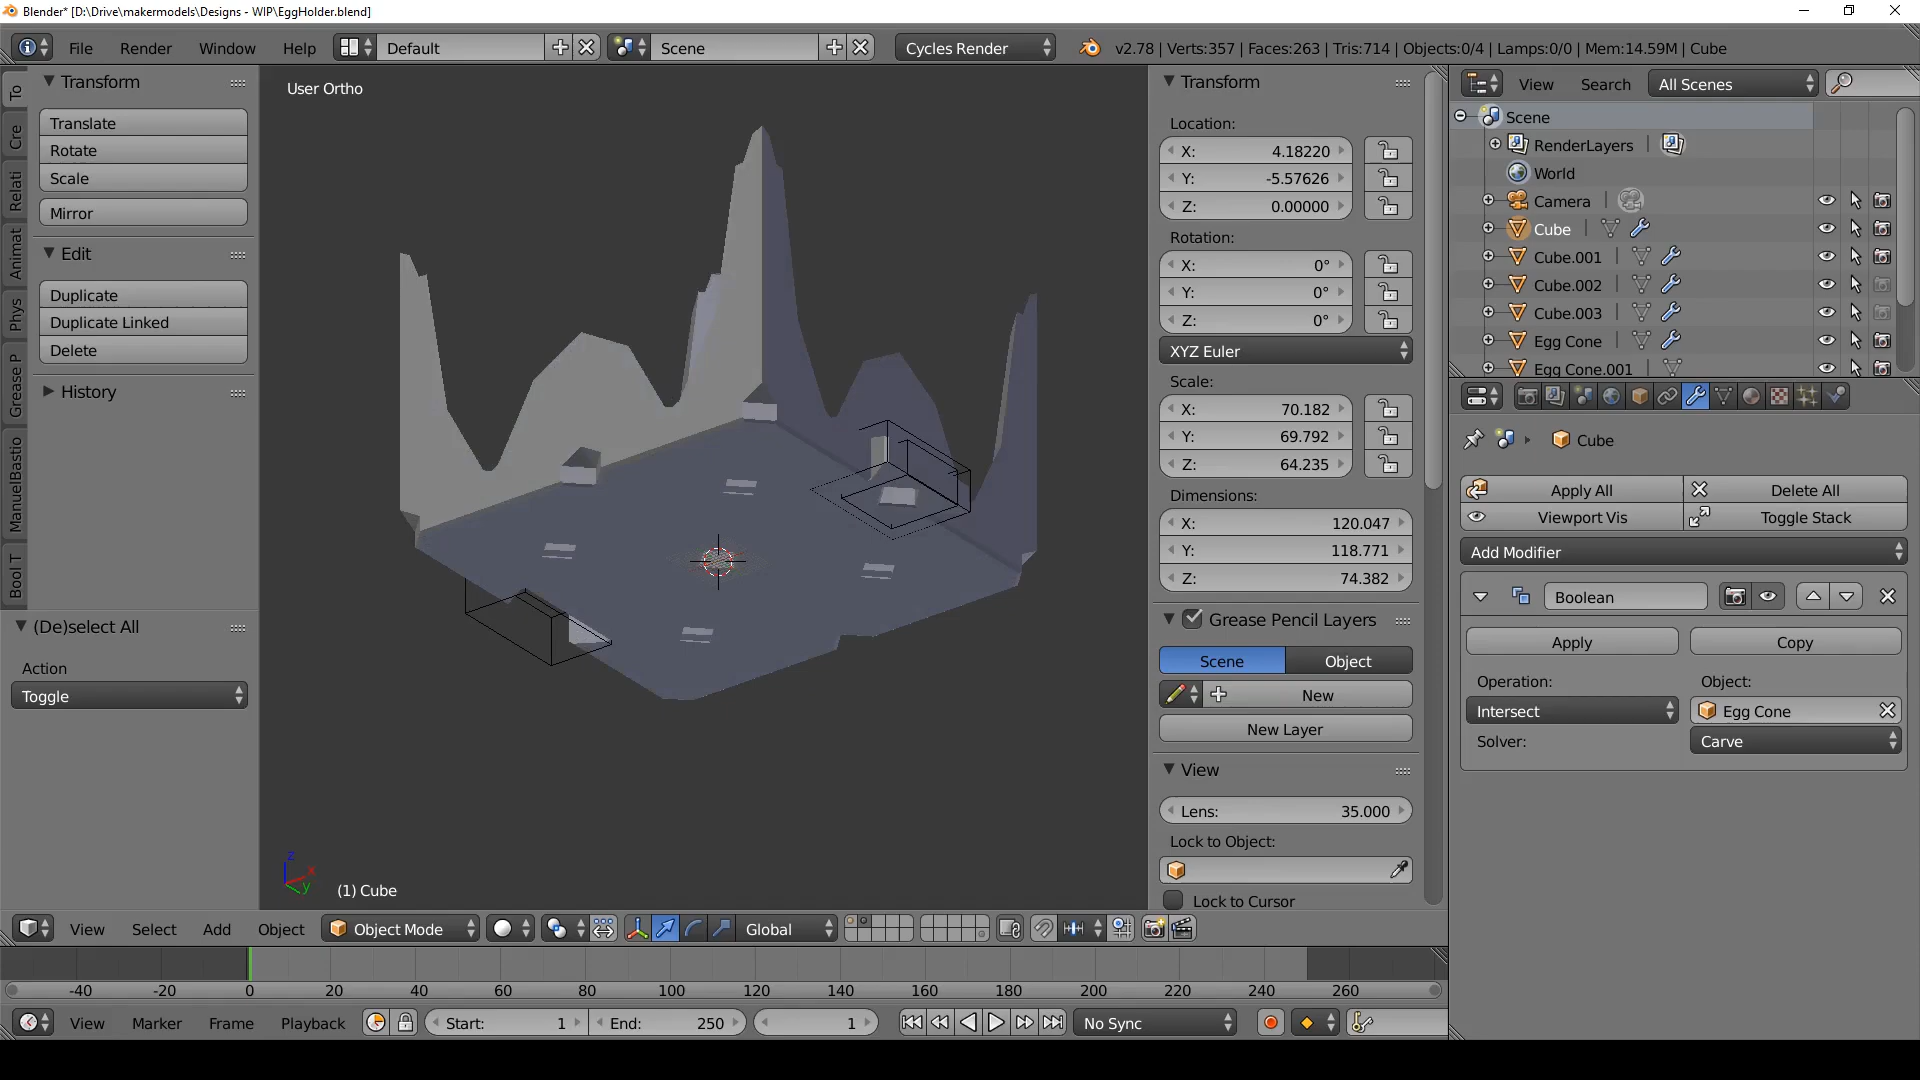 Blender* [D:\Drive\makermodels\Designs - WIP\EggHolder.blend]
File Render Window Help Default Scene Cycles Render v2.78 | Verts:357 | Faces:263 | Tris:714 | Objects:0/4 | Lamps:0/0 | Mem:14.59M | Cube
To
Cre
Relati
Animat
Phys
Grease P
ManuelBastio
Bool T
Transform
Translate
Rotate
Scale
Mirror
Edit
Duplicate
Duplicate Linked
Delete
History
(De)select All
Action
Toggle
User Ortho
z
x
y
(1) Cube
Transform
Location:
X: 4.18220
Y: -5.57626
Z: 0.00000
Rotation:
X: 0°
Y: 0°
Z: 0°
XYZ Euler
Scale:
X: 70.182
Y: 69.792
Z: 64.235
Dimensions:
X: 120.047
Y: 118.771
Z: 74.382
Grease Pencil Layers
Scene Object
New
New Layer
View
Lens: 35.000
Lock to Object:
Lock to Cursor
View Search All Scenes
Scene
RenderLayers
World
Camera
Cube
Cube.001
Cube.002
Cube.003
Egg Cone
Egg Cone.001
Cube
Apply All Delete All
Viewport Vis Toggle Stack
Add Modifier
Boolean
Apply Copy
Operation: Object:
Intersect Egg Cone
Solver: Carve
View Select Add Object Object Mode Global
-40 -20 0 20 40 60 80 100 120 140 160 180 200 220 240 260
View Marker Frame Playback Start: 1 End: 250 1 No Sync